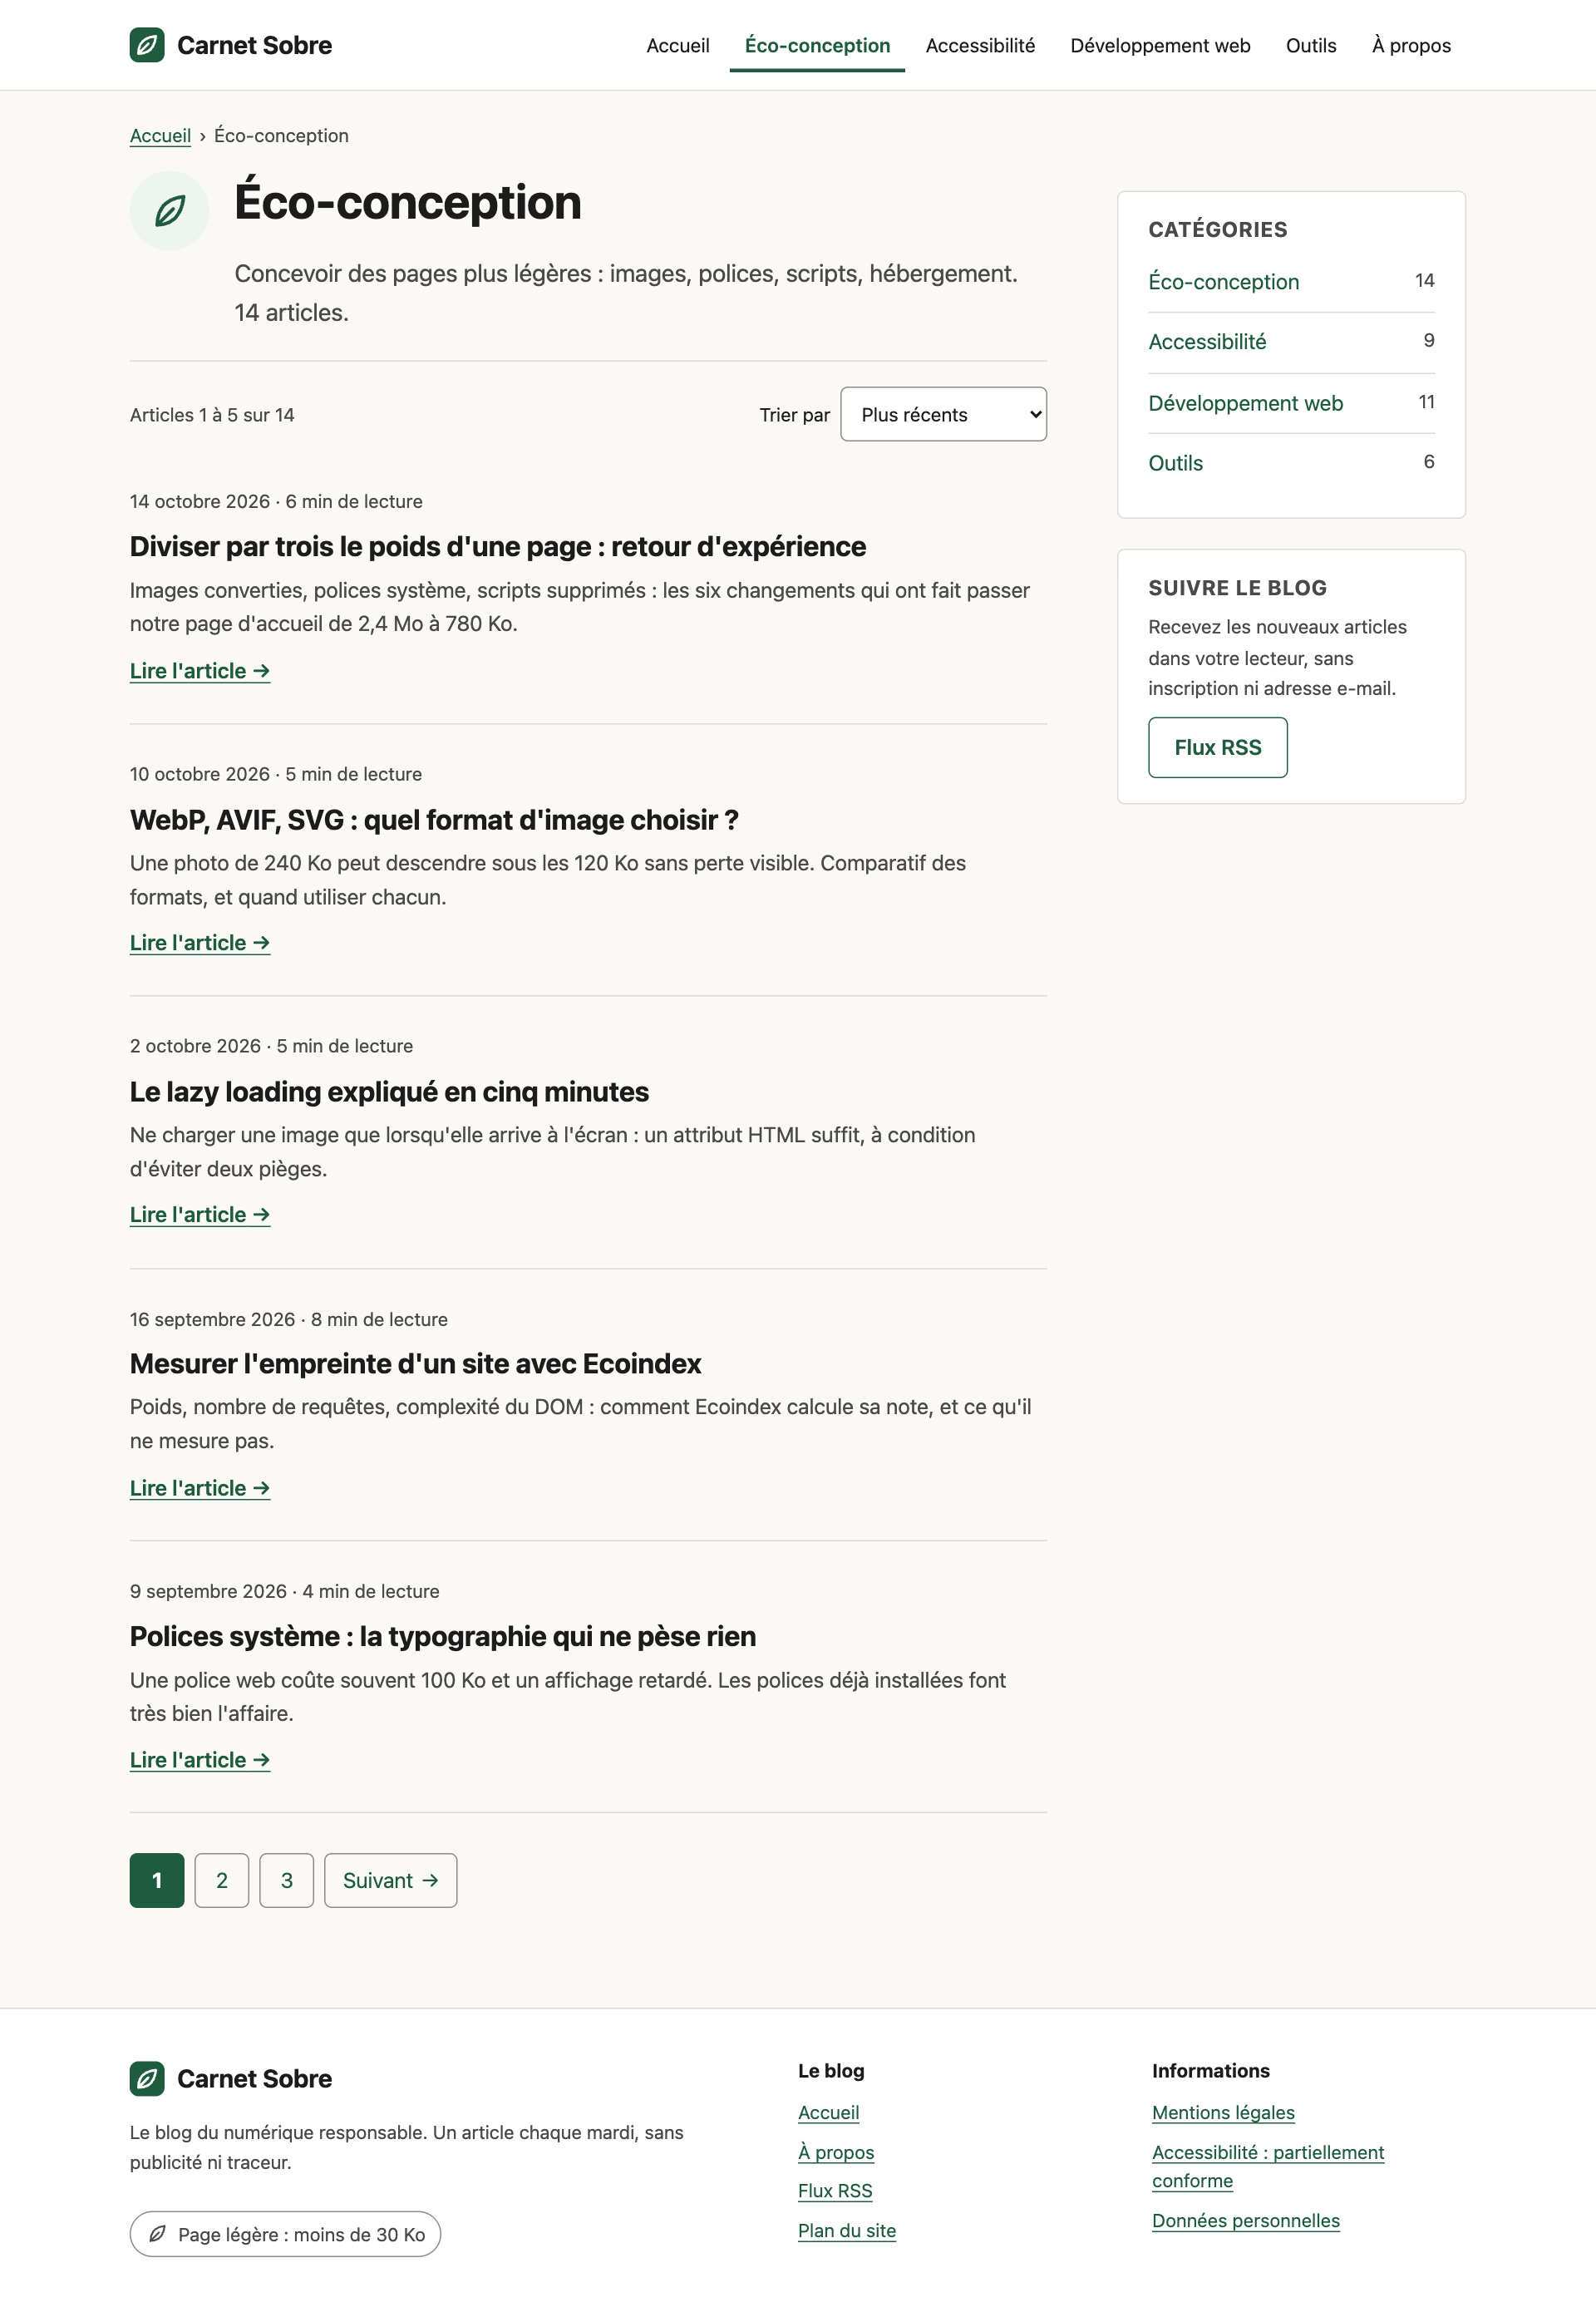 Carnet Sobre
Accueil
Éco-conception
Accessibilité
Développement web
Outils
À propos
Accueil › Éco-conception
Éco-conception
Concevoir des pages plus légères : images, polices, scripts, hébergement.
14 articles.
Articles 1 à 5 sur 14
Trier par
Plus récents
14 octobre 2026 · 6 min de lecture
Diviser par trois le poids d'une page : retour d'expérience
Images converties, polices système, scripts supprimés : les six changements qui ont fait passer
notre page d'accueil de 2,4 Mo à 780 Ko.
Lire l'article →
10 octobre 2026 · 5 min de lecture
WebP, AVIF, SVG : quel format d'image choisir ?
Une photo de 240 Ko peut descendre sous les 120 Ko sans perte visible. Comparatif des
formats, et quand utiliser chacun.
Lire l'article →
2 octobre 2026 · 5 min de lecture
Le lazy loading expliqué en cinq minutes
Ne charger une image que lorsqu'elle arrive à l'écran : un attribut HTML suffit, à condition
d'éviter deux pièges.
Lire l'article →
16 septembre 2026 · 8 min de lecture
Mesurer l'empreinte d'un site avec Ecoindex
Poids, nombre de requêtes, complexité du DOM : comment Ecoindex calcule sa note, et ce qu'il
ne mesure pas.
Lire l'article →
9 septembre 2026 · 4 min de lecture
Polices système : la typographie qui ne pèse rien
Une police web coûte souvent 100 Ko et un affichage retardé. Les polices déjà installées font
très bien l'affaire.
Lire l'article →
1
2
3
Suivant →
CATÉGORIES
Éco-conception 14
Accessibilité 9
Développement web 11
Outils 6
SUIVRE LE BLOG
Recevez les nouveaux articles
dans votre lecteur, sans
inscription ni adresse e-mail.
Flux RSS
Carnet Sobre
Le blog du numérique responsable. Un article chaque mardi, sans
publicité ni traceur.
Page légère : moins de 30 Ko
Le blog
Accueil
À propos
Flux RSS
Plan du site
Informations
Mentions légales
Accessibilité : partiellement
conforme
Données personnelles